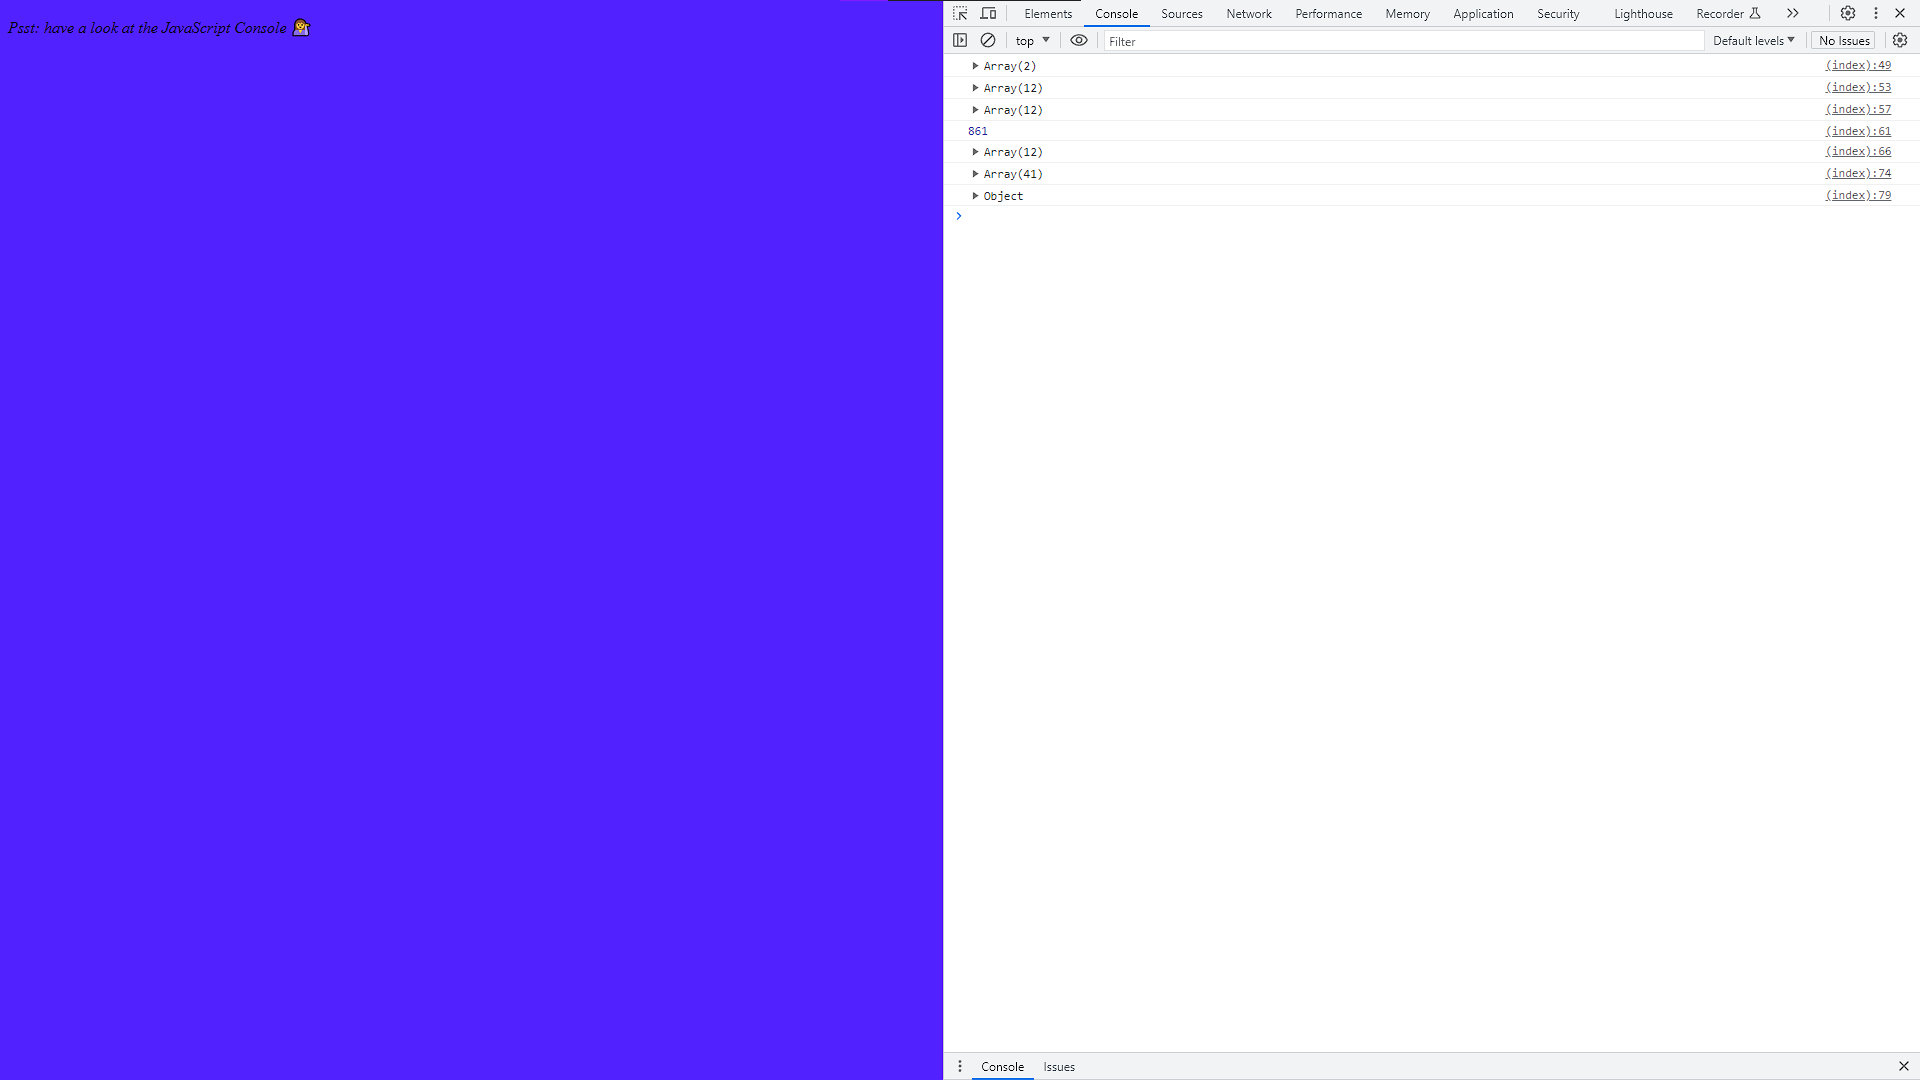 Psst: have a look at the JavaScript Console 💁
Elements Console Sources Network Performance Memory Application Security Lighthouse Recorder
top Filter Default levels No Issues
Array(2) (index):49
Array(12) (index):53
Array(12) (index):57
861 (index):61
Array(12) (index):66
Array(41) (index):74
Object (index):79
Console Issues